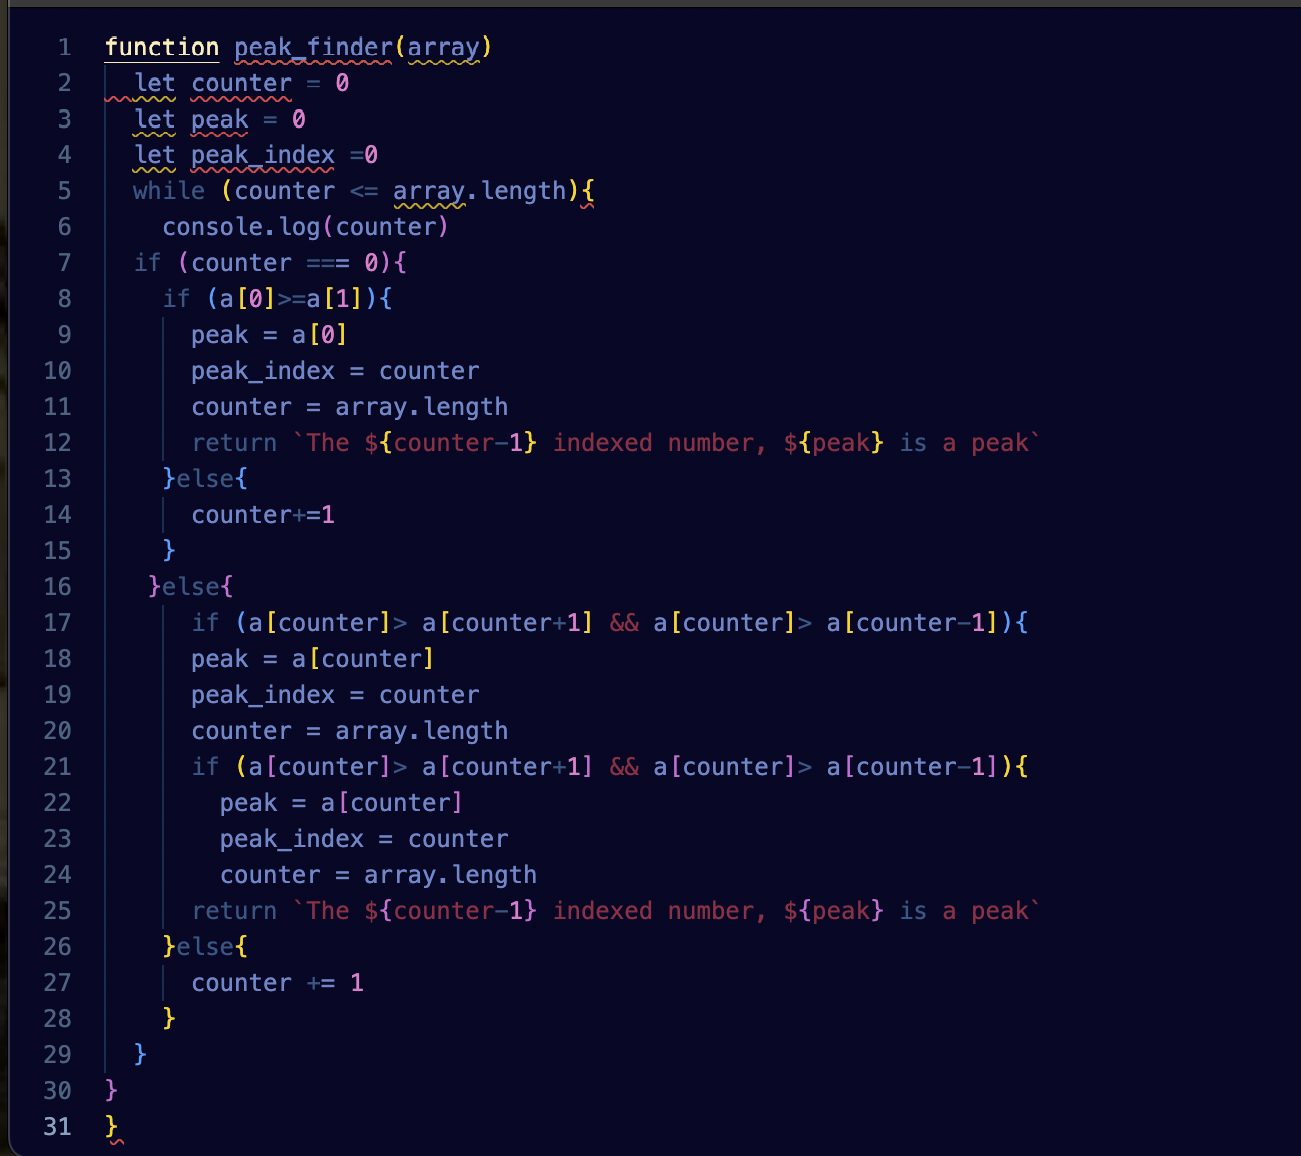 1 function peak_finder(array)
2   let counter = 0
3   let peak = 0
4   let peak_index =0
5   while (counter <= array.length){
6     console.log(counter)
7   if (counter === 0){
8     if (a[0]>=a[1]){
9       peak = a[0]
10       peak_index = counter
11       counter = array.length
12       return `The ${counter-1} indexed number, ${peak} is a peak`
13     }else{
14       counter+=1
15     }
16    }else{
17       if (a[counter]> a[counter+1] && a[counter]> a[counter-1]){
18       peak = a[counter]
19       peak_index = counter
20       counter = array.length
21       if (a[counter]> a[counter+1] && a[counter]> a[counter-1]){
22         peak = a[counter]
23         peak_index = counter
24         counter = array.length
25       return `The ${counter-1} indexed number, ${peak} is a peak`
26     }else{
27       counter += 1
28     }
29   }
30 }
31 }